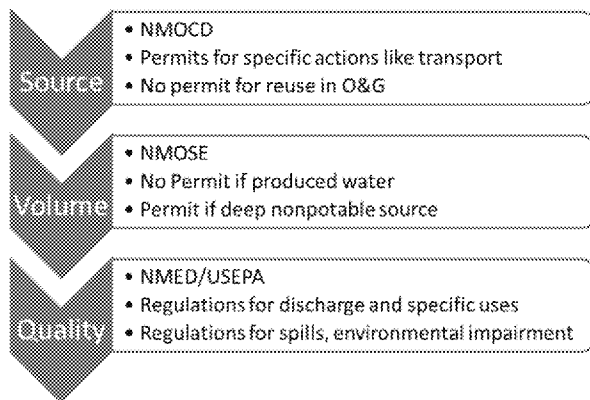 Source
• NMOCD
• Permits for specific actions like transport
• No permit for reuse in O&G
Volume
• NMOSE
• No Permit if produced water
• Permit if deep nonpotable source
Quality
• NMED/USEPA
• Regulations for discharge and specific uses
• Regulations for spills, environmental impairment